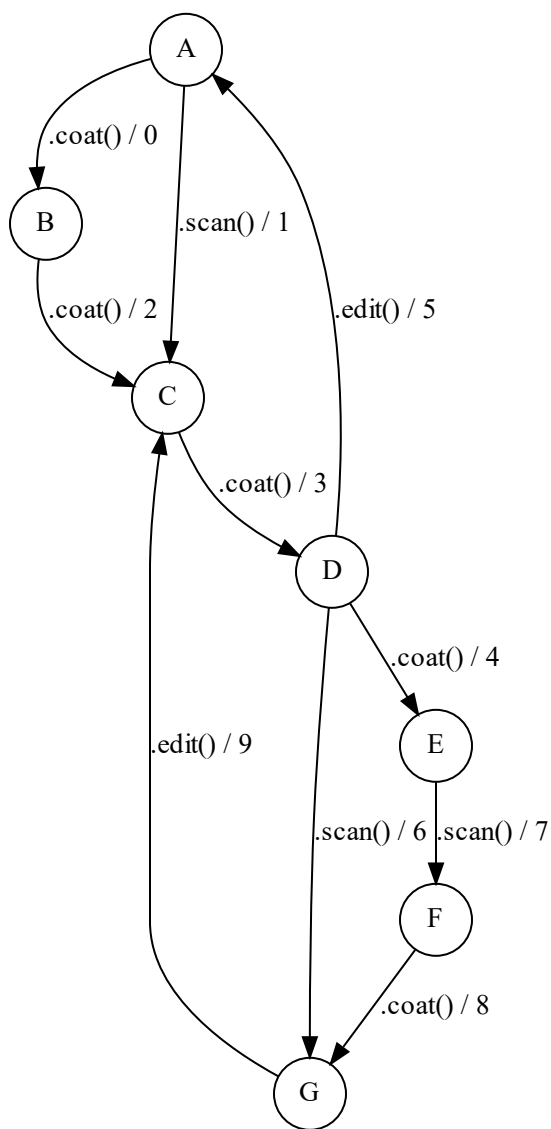 A
.coat() / 0
.scan() / 1
B
.coat() / 2
.edit() / 5
C
.coat() / 3
D
.coat() / 4
.edit() / 9
E
.scan() / 6
.scan() / 7
F
.coat() / 8
G